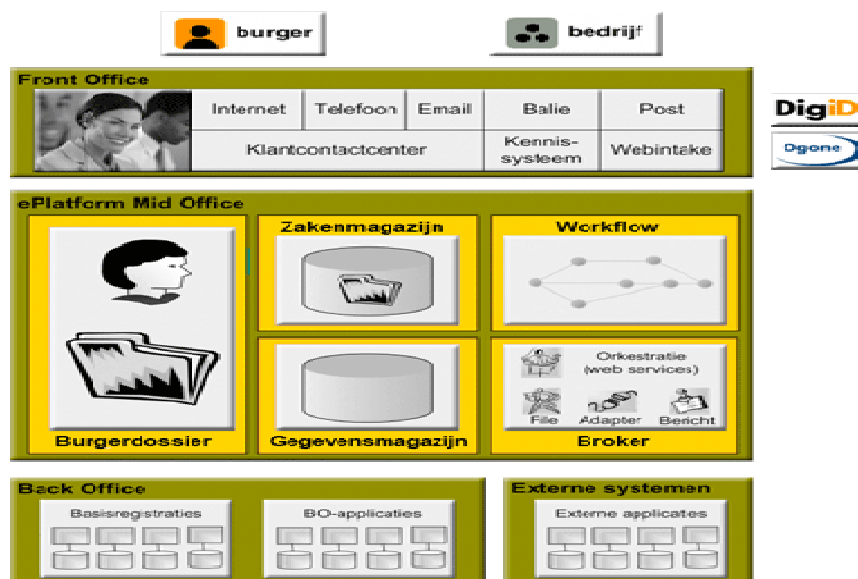 burger
bedrijf
Front Office
Internet Telefoon Email Balie Post
Klantcontactcenter Kennis-
systeem Webintake
DigiD
Ogone
ePlatform Mid Office
Zakenmagazijn
Workflow
Orkestratie
(web services)
File Adapter Bericht
Burgerdossier
Gegevensmagazijn
Broker
Back Office
Externe systemen
Basisregistraties
BO-applicaties
Externe applicaties